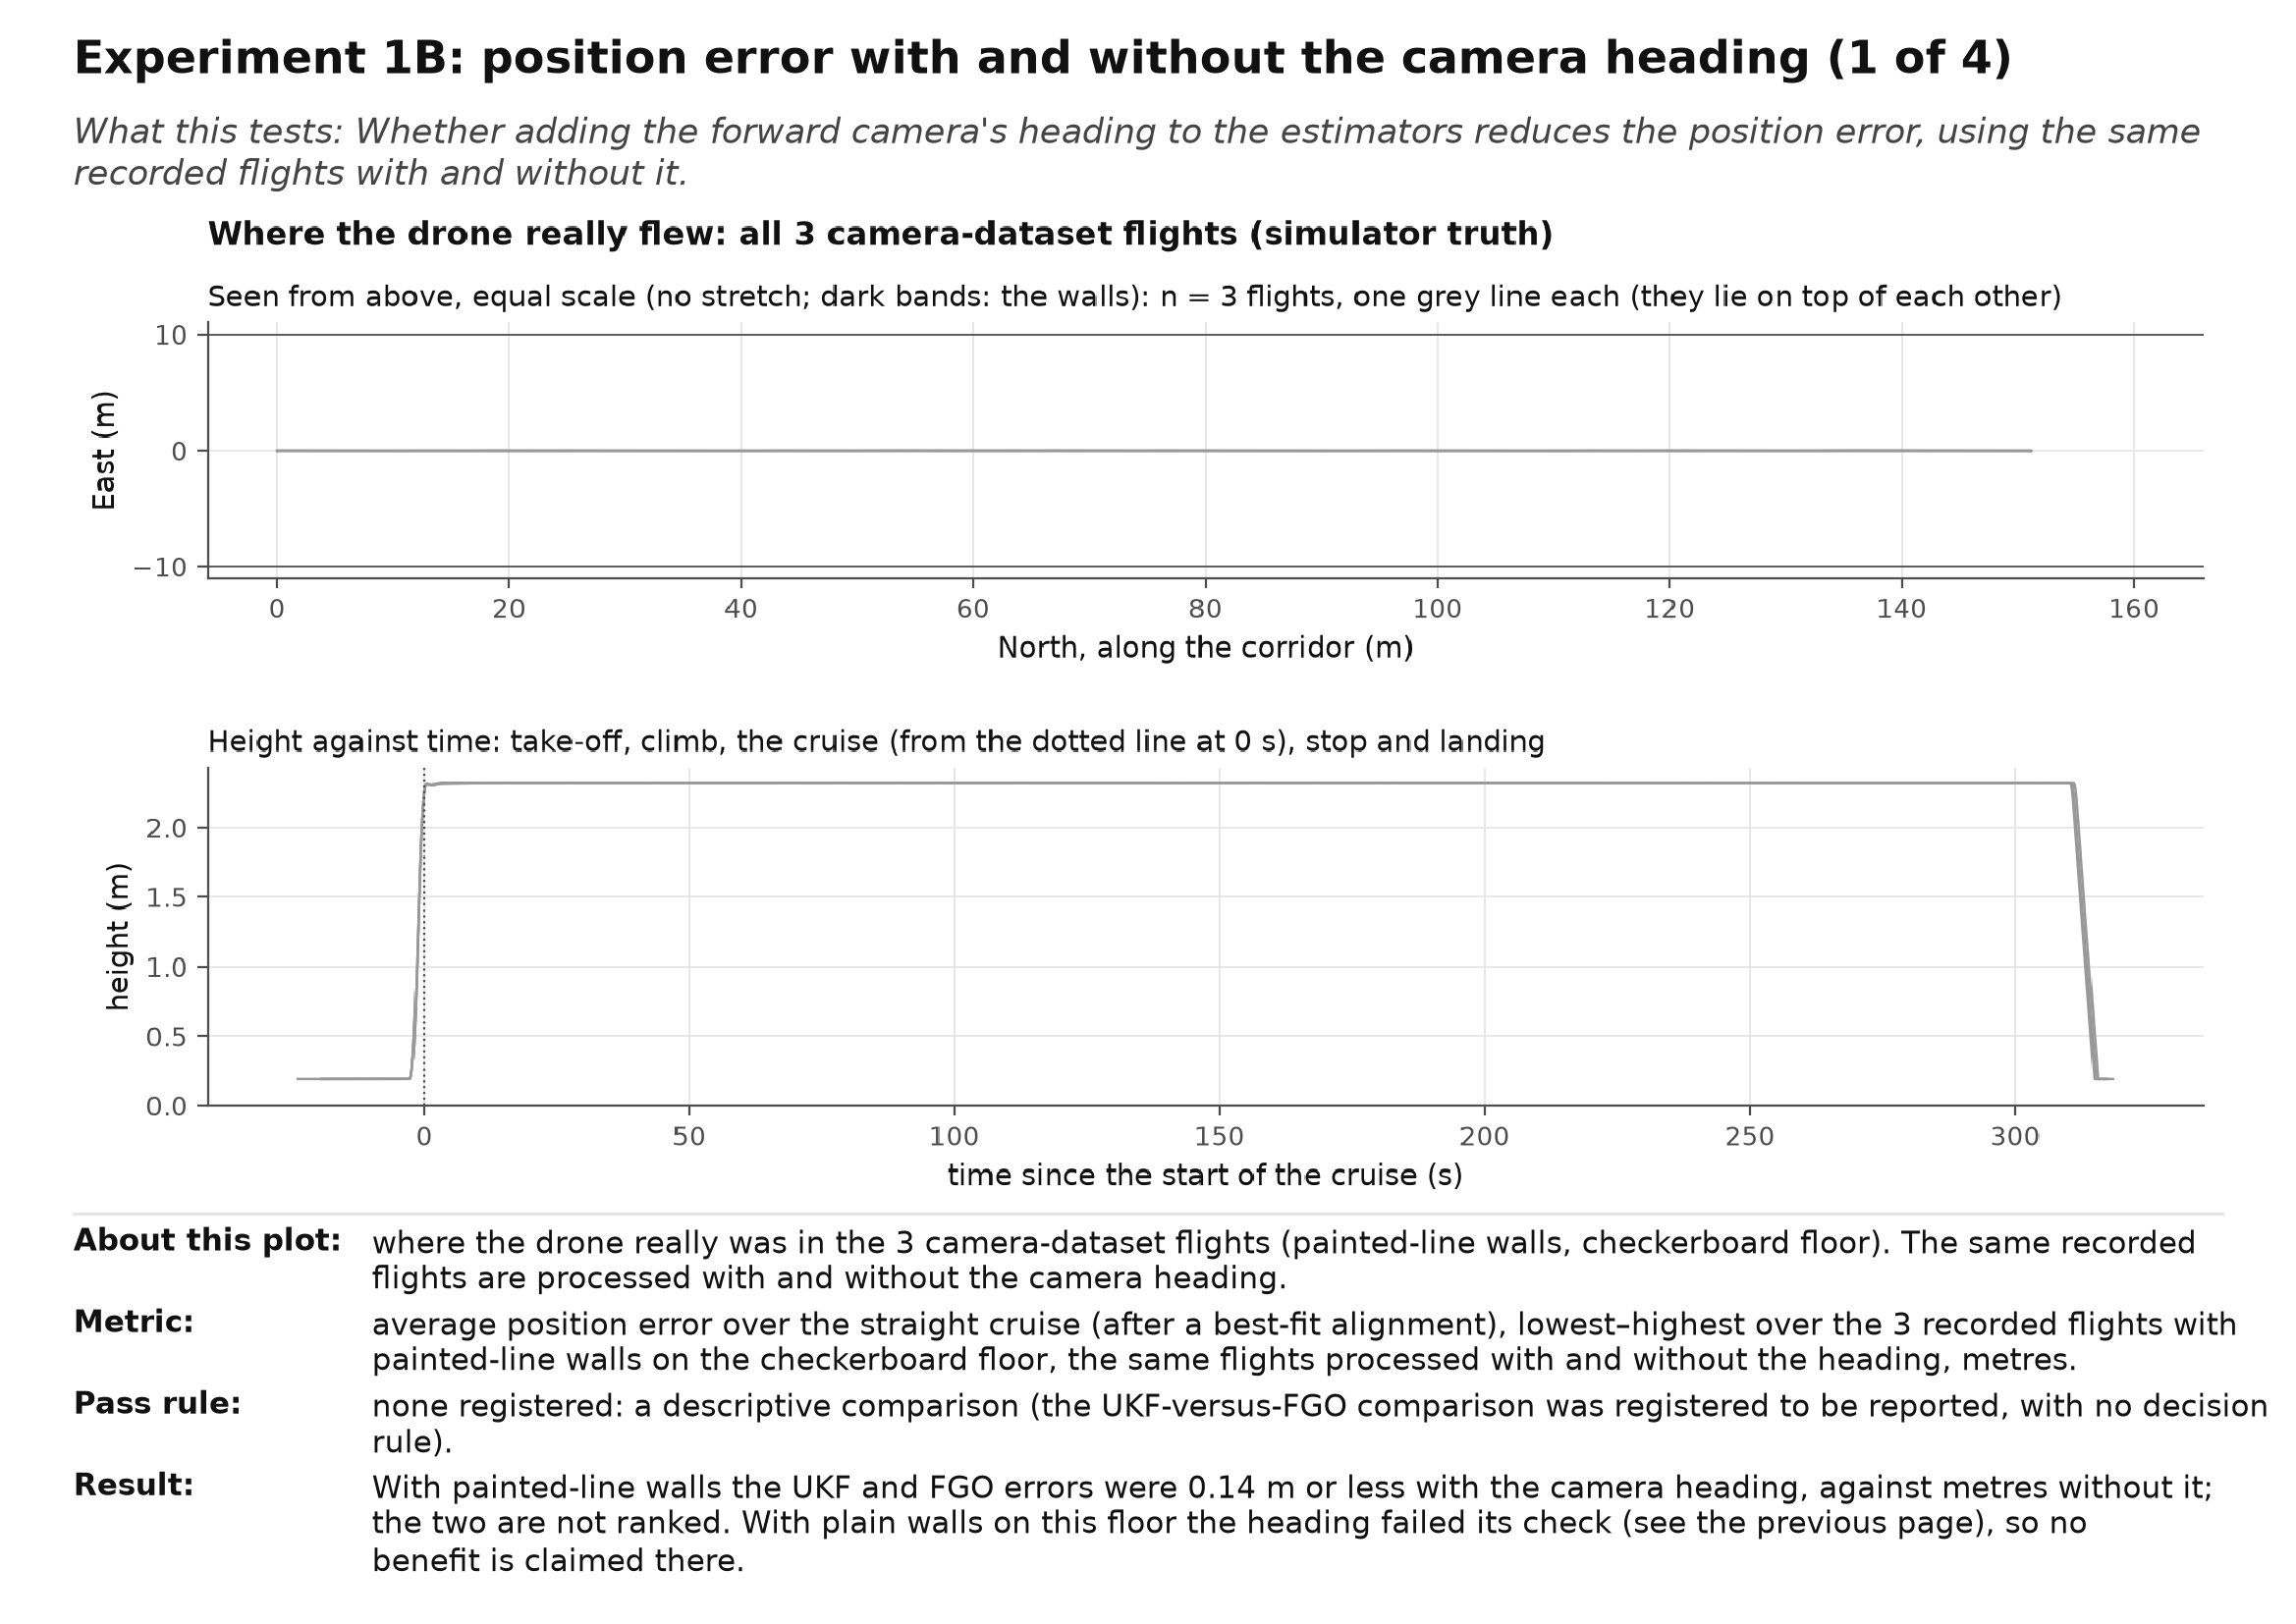 Experiment 1B: position error with and without the camera heading (1 of 4)
What this tests: Whether adding the forward camera's heading to the estimators reduces the position error, using the same
recorded flights with and without it.
Where the drone really flew: all 3 camera-dataset flights (simulator truth)
Seen from above, equal scale (no stretch; dark bands: the walls): n = 3 flights, one grey line each (they lie on top of each other)
10
0
−10
East (m)
0 20 40 60 80 100 120 140 160
North, along the corridor (m)
Height against time: take-off, climb, the cruise (from the dotted line at 0 s), stop and landing
2.0
1.5
1.0
0.5
0.0
height (m)
0 50 100 150 200 250 300
time since the start of the cruise (s)
About this plot: where the drone really was in the 3 camera-dataset flights (painted-line walls, checkerboard floor). The same recorded
flights are processed with and without the camera heading.
Metric: average position error over the straight cruise (after a best-fit alignment), lowest–highest over the 3 recorded flights with
painted-line walls on the checkerboard floor, the same flights processed with and without the heading, metres.
Pass rule: none registered: a descriptive comparison (the UKF-versus-FGO comparison was registered to be reported, with no decision
rule).
Result: With painted-line walls the UKF and FGO errors were 0.14 m or less with the camera heading, against metres without it;
the two are not ranked. With plain walls on this floor the heading failed its check (see the previous page), so no
benefit is claimed there.